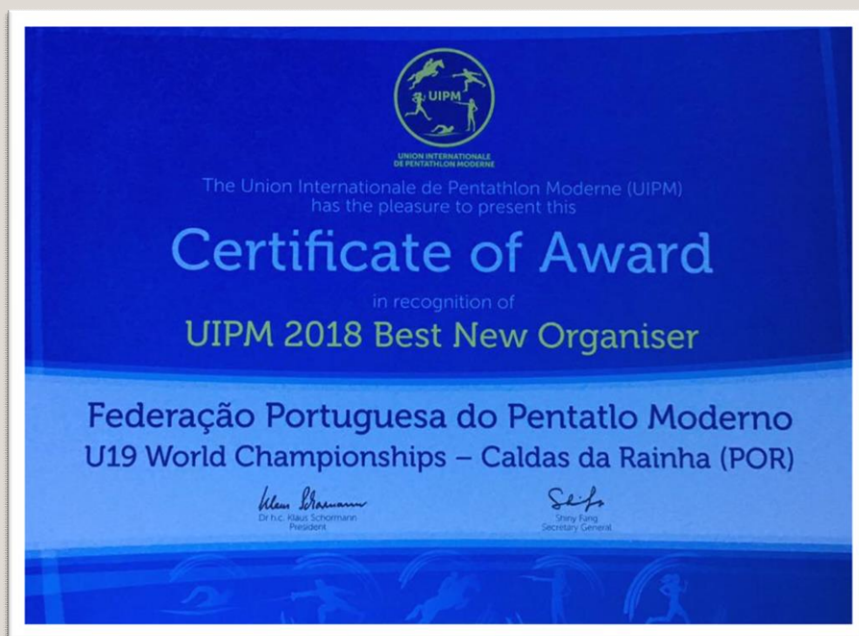 UIPM
UNION INTERNATIONALE
DE PENTATHLON MODERNE
The Union Internationale de Pentathlon Moderne (UIPM)
has the pleasure to present this
Certificate of Award
in recognition of
UIPM 2018 Best New Organiser
Federação Portuguesa do Pentatlo Moderno
U19 World Championships – Caldas da Rainha (POR)
Klaus Schormann
Dr h.c. Klaus Schormann
President
Shiny Fang
Secretary General